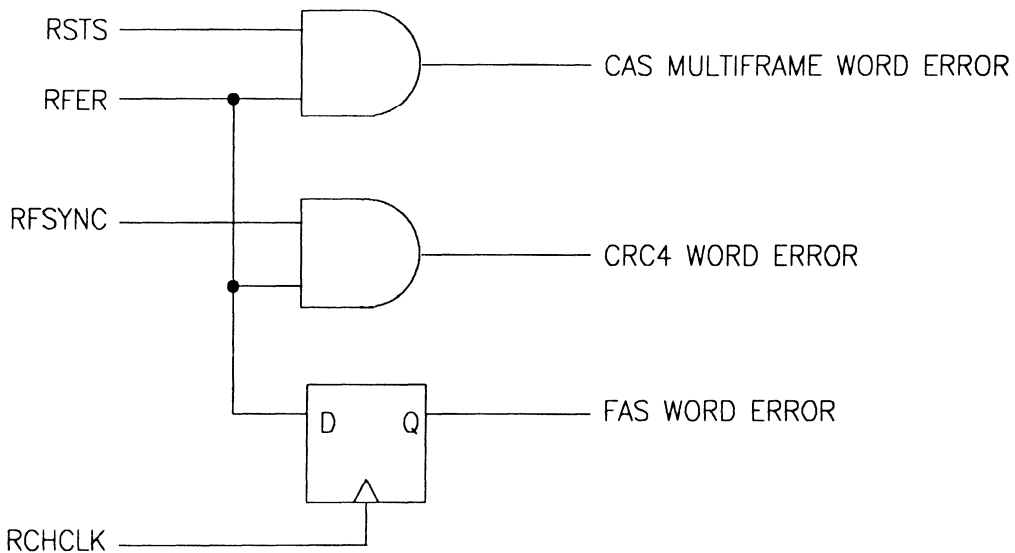 RSTS
CAS MULTIFRAME WORD ERROR
RFER
RFSYNC
CRC4 WORD ERROR
D Q
FAS WORD ERROR
RCHCLK